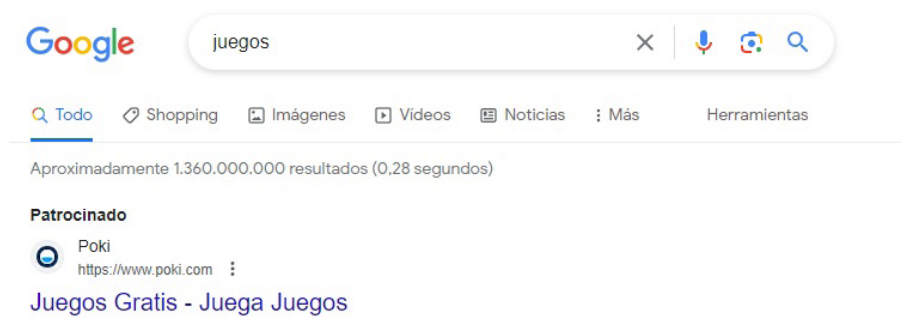 Google juegos
Todo Shopping Imágenes Vídeos Noticias Más Herramientas
Aproximadamente 1.360.000.000 resultados (0,28 segundos)
Patrocinado
Poki
https://www.poki.com
Juegos Gratis - Juega Juegos